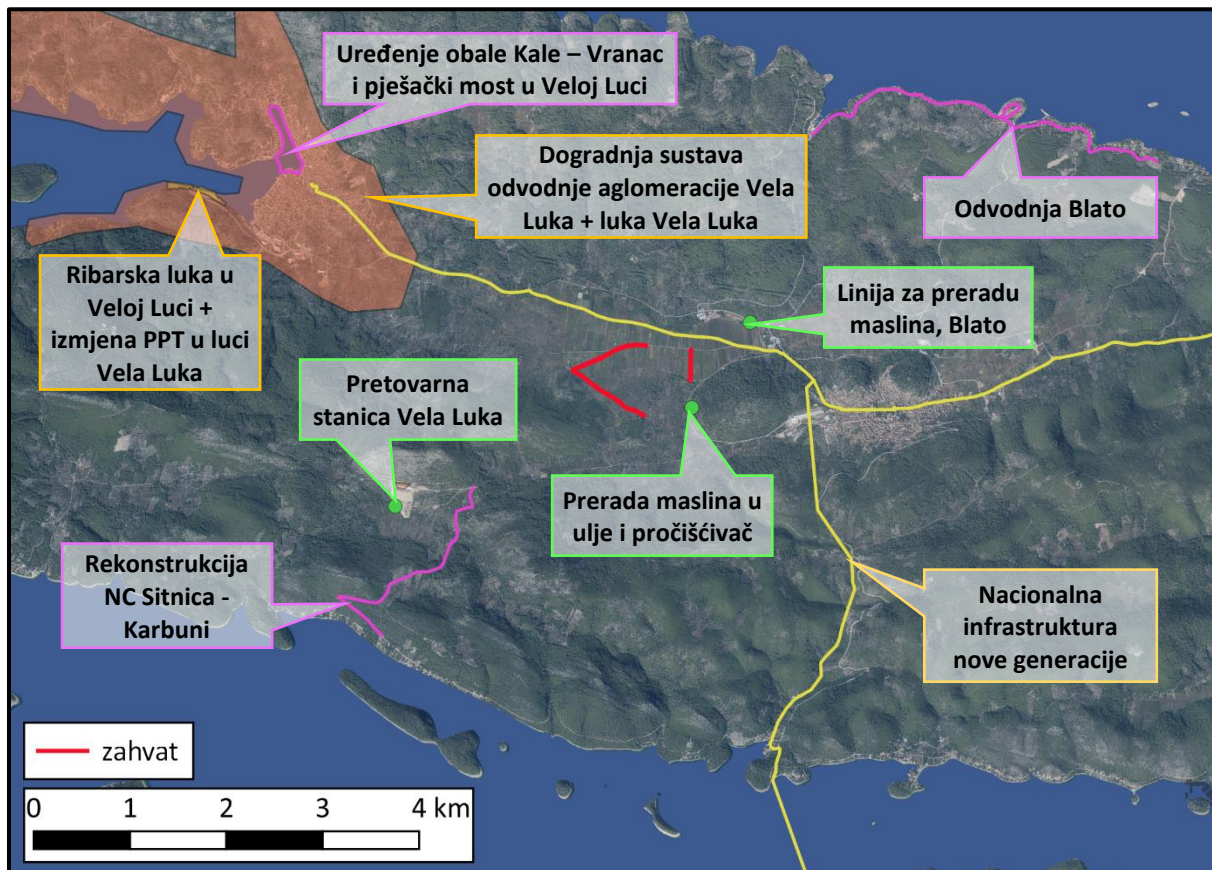 Uređenje obale Kale – Vranac
i pješački most u Veloj Luci
Dogradnja sustava
odvodnje aglomeracije Vela
Luka + luka Vela Luka
Odvodnja Blato
Ribarska luka u
Veloj Luci +
izmjena PPT u luci
Vela Luka
Linija za preradu
maslina, Blato
Pretovarna
stanica Vela Luka
Prerada maslina u
ulje i pročišćivač
Rekonstrukcija
NC Sitnica -
Karbuni
Nacionalna
infrastruktura
nove generacije
zahvat
0 1 2 3 4 km